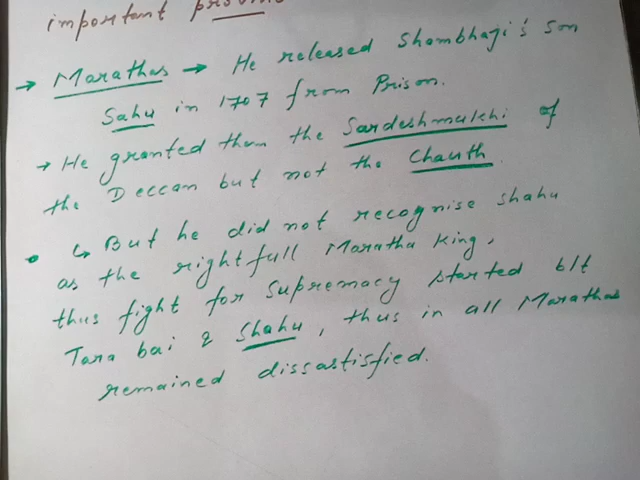 important
→ Marathas → He released Shambhaji's son
Sahu in 1707 from Prison.
→ He granted them the Sardeshmukhi of
the Deccan but not the Chauth
↳ But he did not recognise shahu
as the rightfull Maratha King,
thus fight for supremacy started b/t
Tara bai & Shahu, thus in all Marathas
remained dissastisfied.